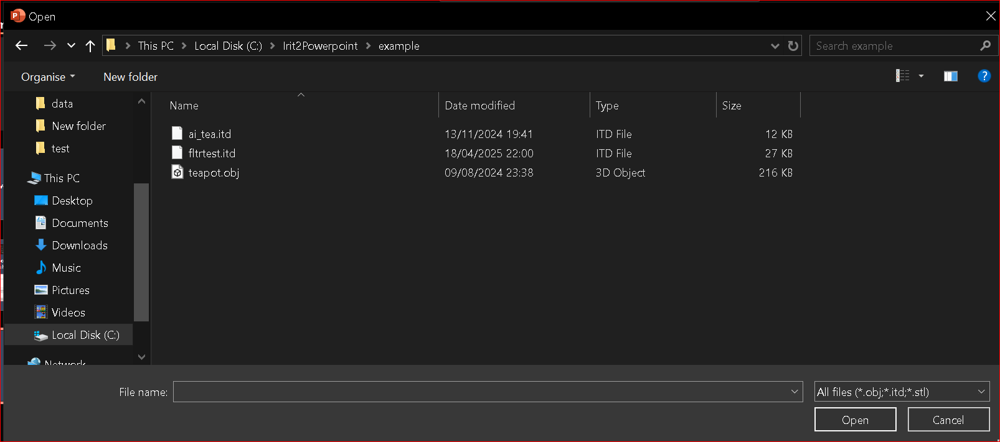 Open
This PC > Local Disk (C:) > Irit2Powerpoint > example
Search example
Organise
New folder
data
New folder
test
This PC
Desktop
Documents
Downloads
Music
Pictures
Videos
Local Disk (C:)
Network
Name Date modified Type Size
ai_tea.itd 13/11/2024 19:41 ITD File 12 KB
fltrtest.itd 18/04/2025 22:00 ITD File 27 KB
teapot.obj 09/08/2024 23:38 3D Object 216 KB
File name:
All files (*.obj;*.itd;*.stl)
Open Cancel